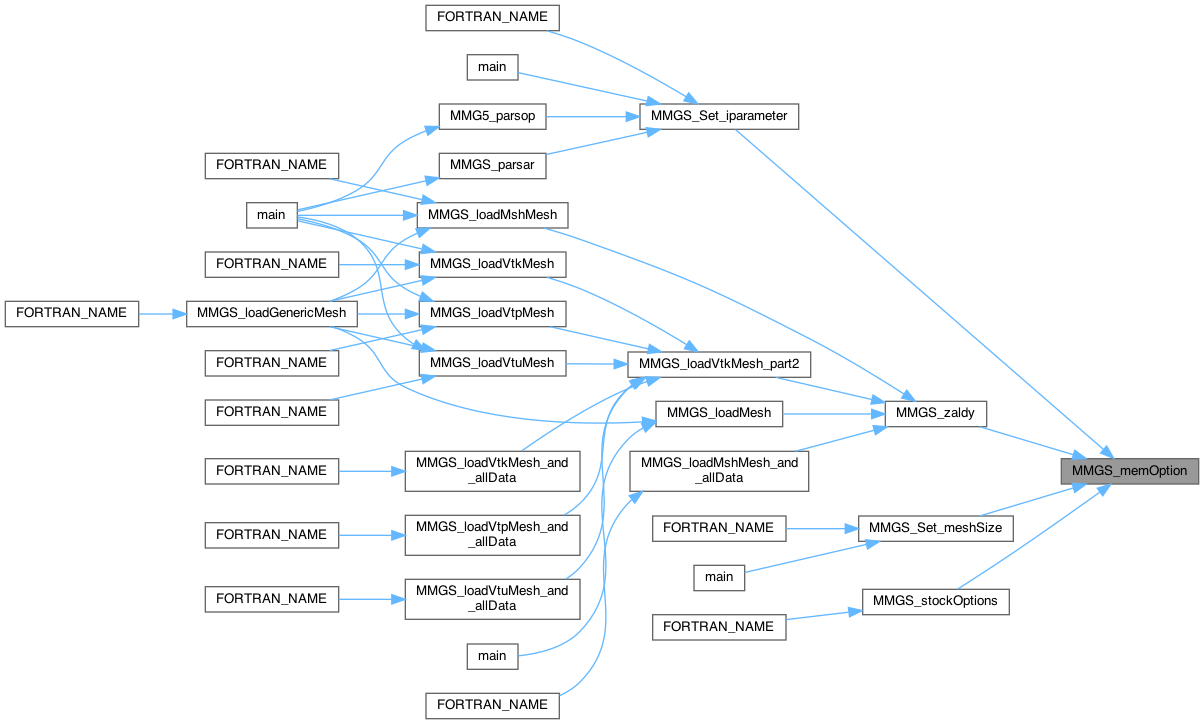 FORTRAN_NAME
main
MMGS_Set_iparameter
MMG5_parsop
FORTRAN_NAME
MMGS_parsar
main
MMGS_loadMshMesh
FORTRAN_NAME
MMGS_loadVtkMesh
FORTRAN_NAME
MMGS_loadGenericMesh
MMGS_loadVtpMesh
FORTRAN_NAME
MMGS_loadVtuMesh
MMGS_loadVtkMesh_part2
FORTRAN_NAME
MMGS_loadMesh
MMGS_zaldy
FORTRAN_NAME
MMGS_loadVtkMesh_and
_allData
MMGS_loadMshMesh_and
_allData
MMGS_memOption
FORTRAN_NAME
MMGS_loadVtpMesh_and
_allData
FORTRAN_NAME
MMGS_Set_meshSize
main
FORTRAN_NAME
MMGS_loadVtuMesh_and
_allData
MMGS_stockOptions
FORTRAN_NAME
main
FORTRAN_NAME